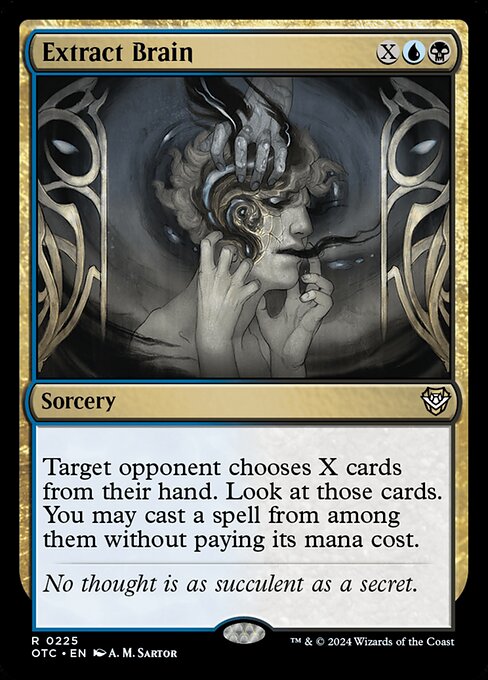 Extract Brain X
Sorcery
Target opponent chooses X cards
from their hand. Look at those cards.
You may cast a spell from among
them without paying its mana cost.
No thought is as succulent as a secret.
R 0225
OTC • EN A. M. Sartor
™ & © 2024 Wizards of the Coast